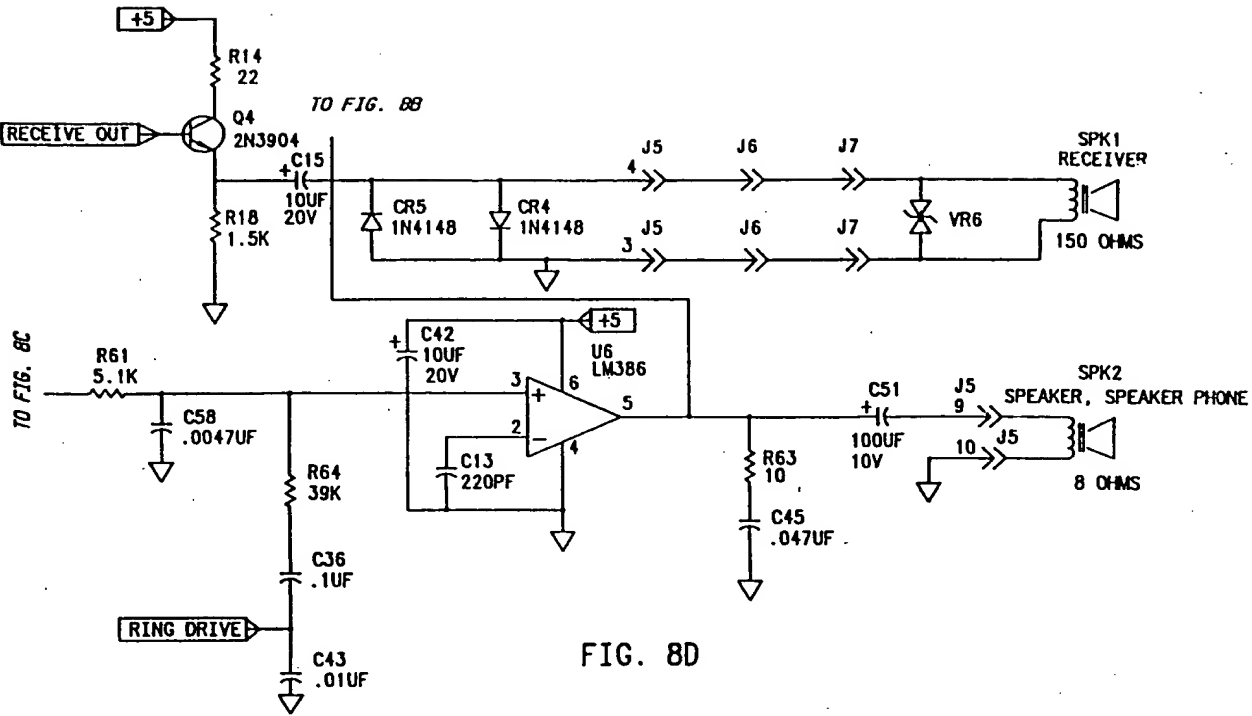 +5
R14
22
TO FIG. 8B
Q4
2N3904
RECEIVE OUT
+
C15
10UF
20V
R18
1.5K
CR5
1N4148
CR4
1N4148
4
J5
J6
J7
3
J5
J6
J7
VR6
SPK1
RECEIVER
150 OHMS
+5
TO FIG. 8C
R61
5.1K
+
C42
10UF
20V
U6
LM386
3
+
6
5
2
-
4
C58
.0047UF
R64
39K
C13
220PF
R63
10
C45
.047UF
+
C51
100UF
10V
J5
9
10
J5
SPK2
SPEAKER, SPEAKER PHONE
8 OHMS
C36
.1UF
RING DRIVE
C43
.01UF
FIG. 8D